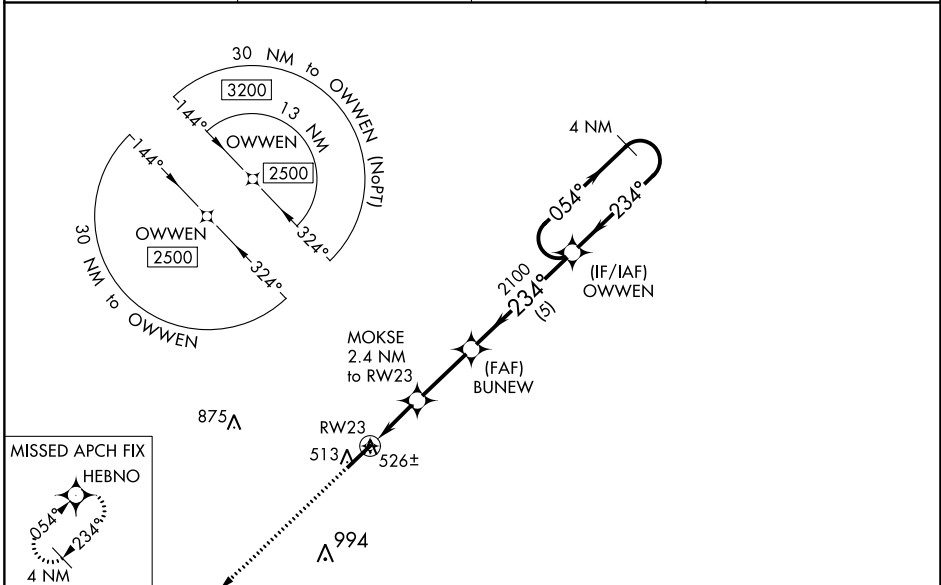 30 NM to OWWEN (NoPT)
3200
13 NM
144°
OWWEN
2500
324°
144°
OWWEN
2500
324°
30 NM to OWWEN
4 NM
054°
234°
(IF/IAF)
OWWEN
2100
234°
(5)
MOKSE
2.4 NM
to RW23
(FAF)
BUNEW
875
RW23
513
526±
994
MISSED APCH FIX
HEBNO
054°
234°
4 NM